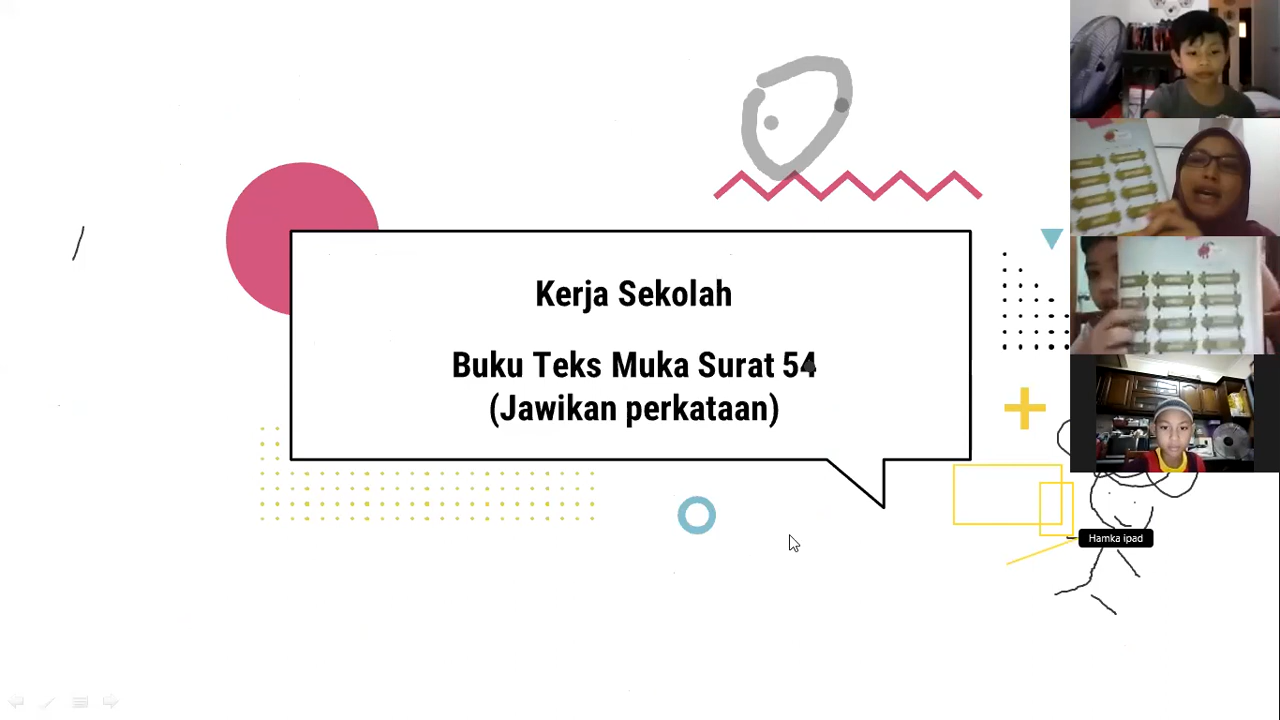 Kerja Sekolah
Buku Teks Muka Surat 54
(Jawikan perkataan)
Hamka ipad